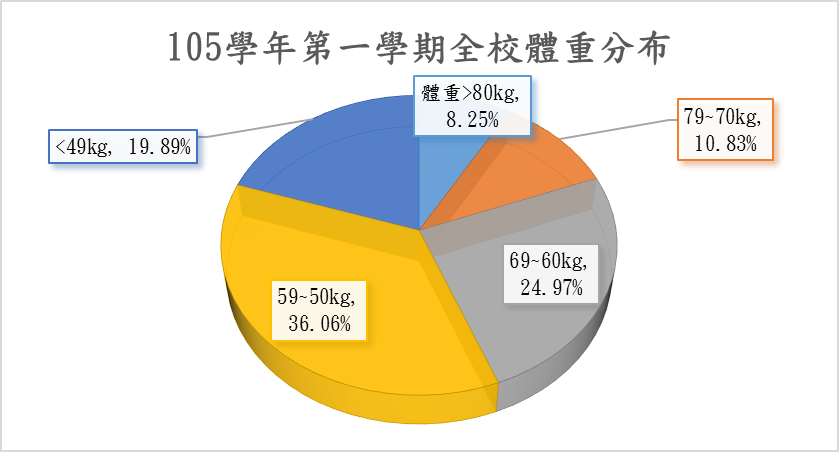 105學年第一學期全校體重分布
體重>80kg,
8.25%
79~70kg,
10.83%
<49kg, 19.89%
69~60kg,
24.97%
59~50kg,
36.06%